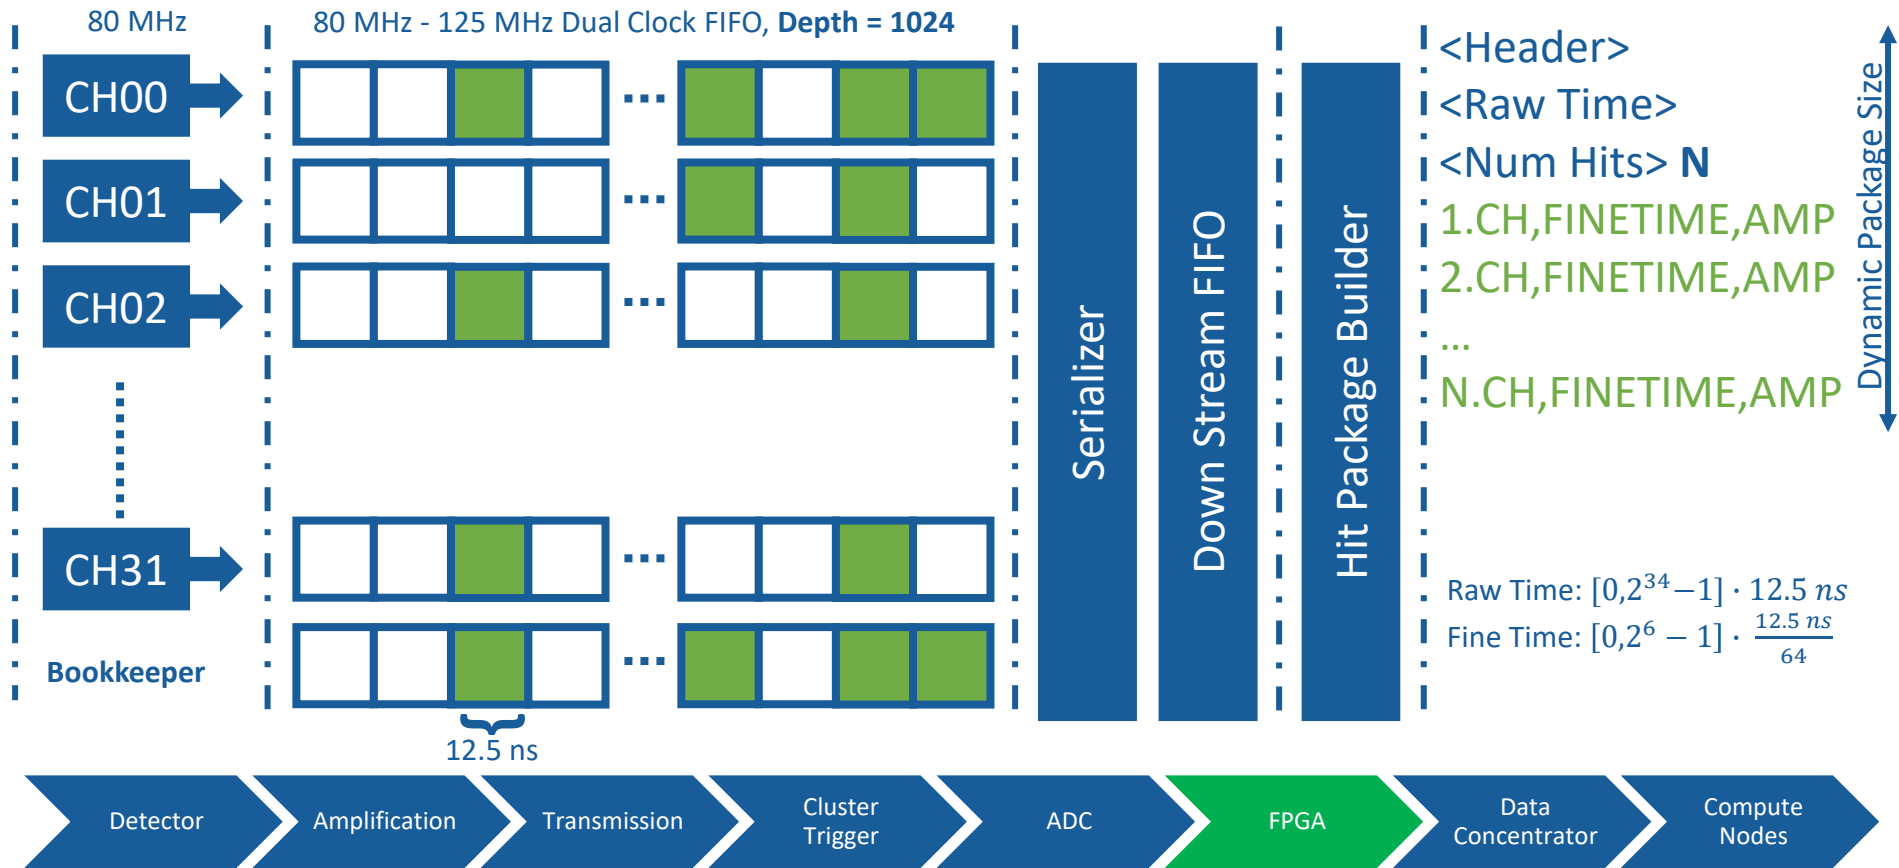 80 MHz
80 MHz - 125 MHz Dual Clock FIFO, Depth = 1024
CH00
CH01
CH02
CH31
Bookkeeper
12.5 ns
Serializer
Down Stream FIFO
Hit Package Builder
<Header>
<Raw Time>
<Num Hits> N
1.CH,FINETIME,AMP
2.CH,FINETIME,AMP
...
N.CH,FINETIME,AMP
Dynamic Package Size
Raw Time: [0,2^34−1] · 12.5 ns
Fine Time: [0,2^6 − 1] · 12.5 ns/64
Detector
Amplification
Transmission
Cluster
Trigger
ADC
FPGA
Data
Concentrator
Compute
Nodes